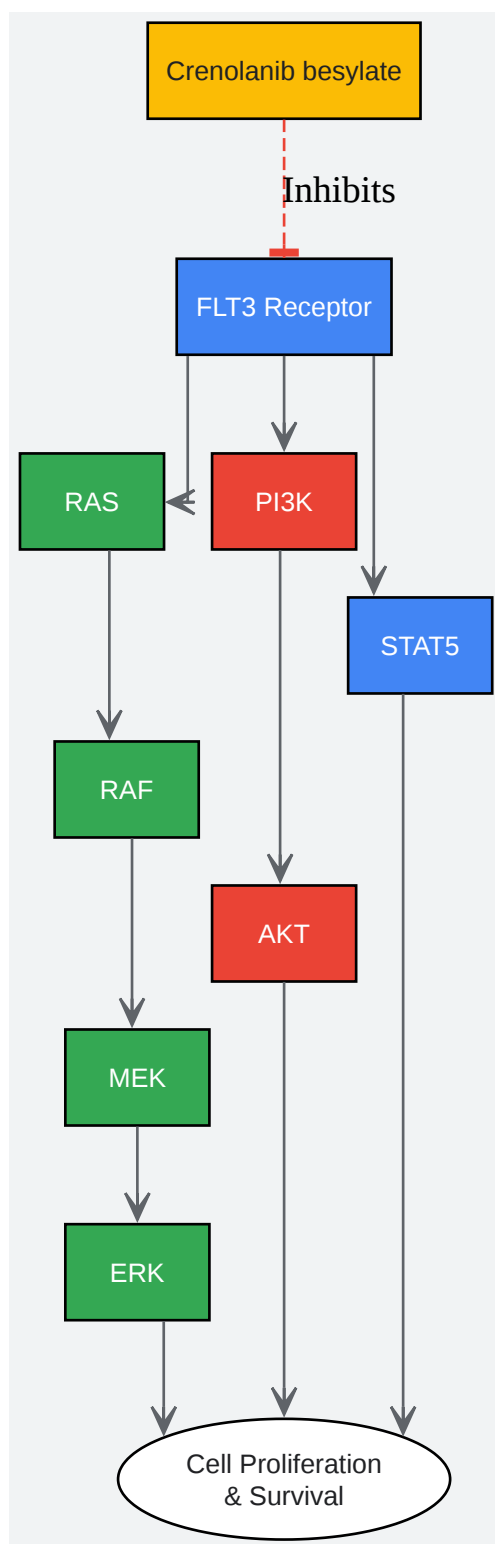 Crenolanib besylate
Inhibits
FLT3 Receptor
RAS
PI3K
STAT5
RAF
AKT
MEK
ERK
Cell Proliferation
& Survival